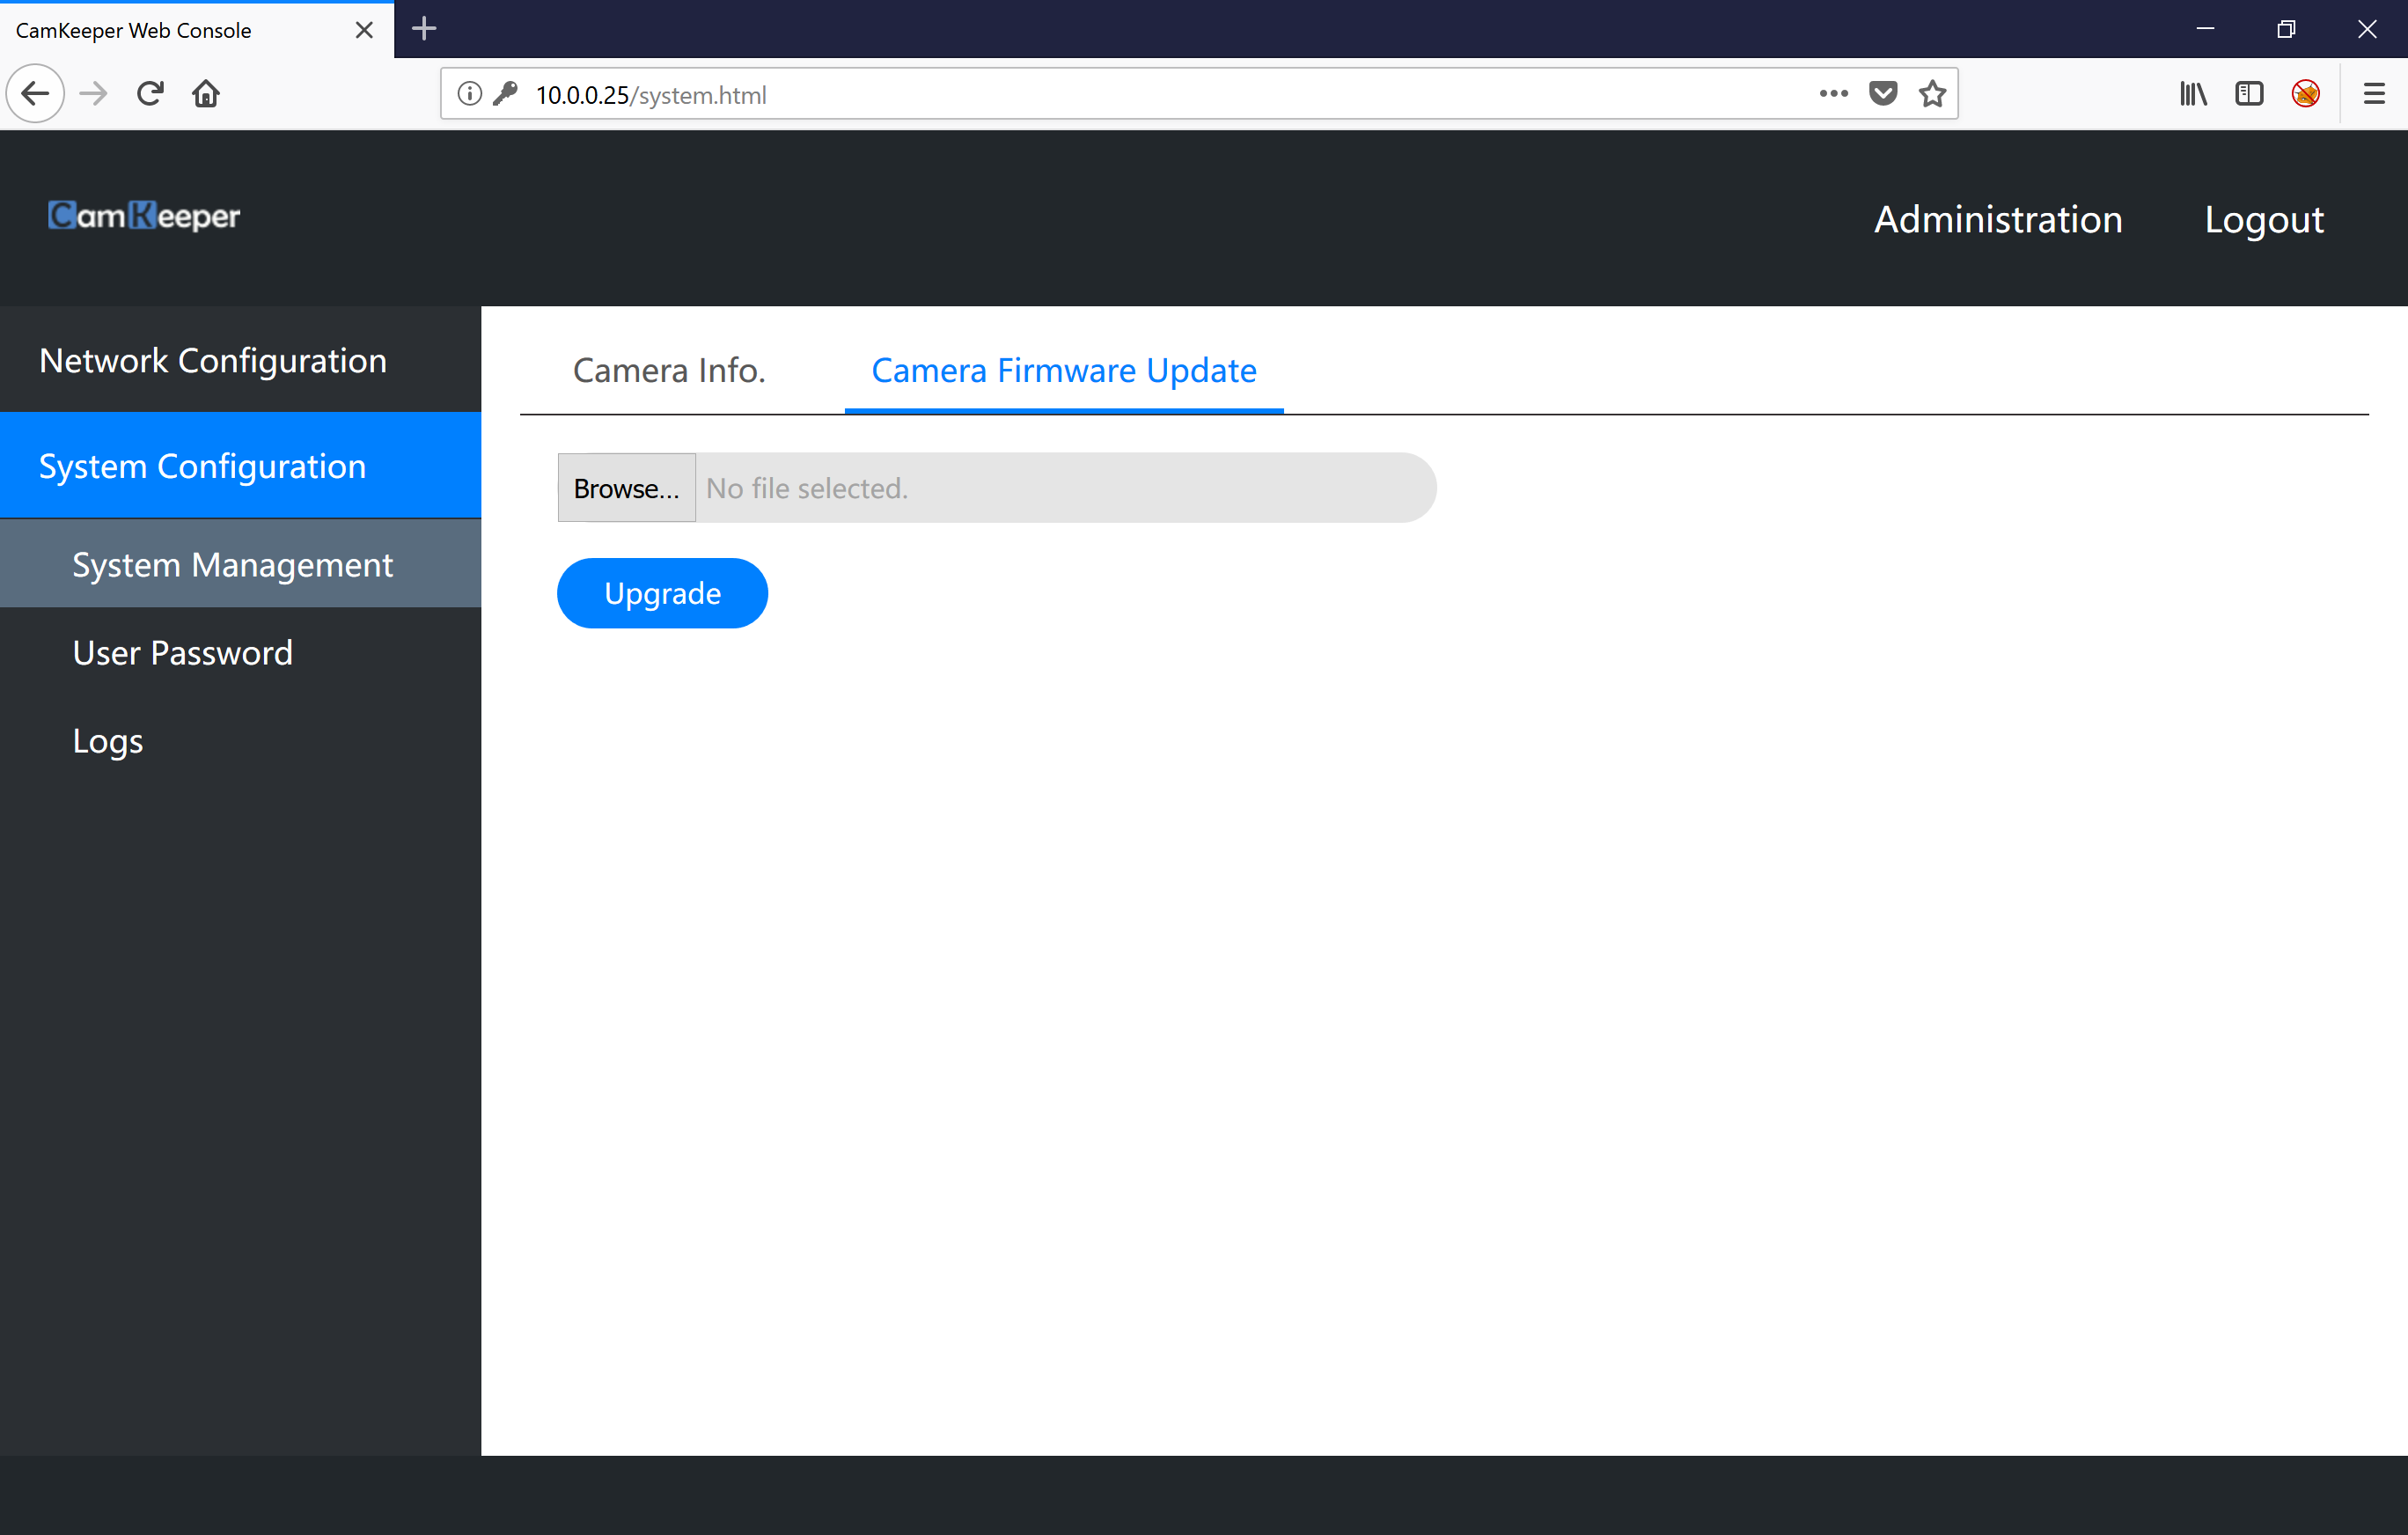 CamKeeper Web Console
10.0.0.25/system.html
CamKeeper
Administration
Logout
Network Configuration
System Configuration
System Management
User Password
Logs
Camera Info.
Camera Firmware Update
Browse...
No file selected.
Upgrade